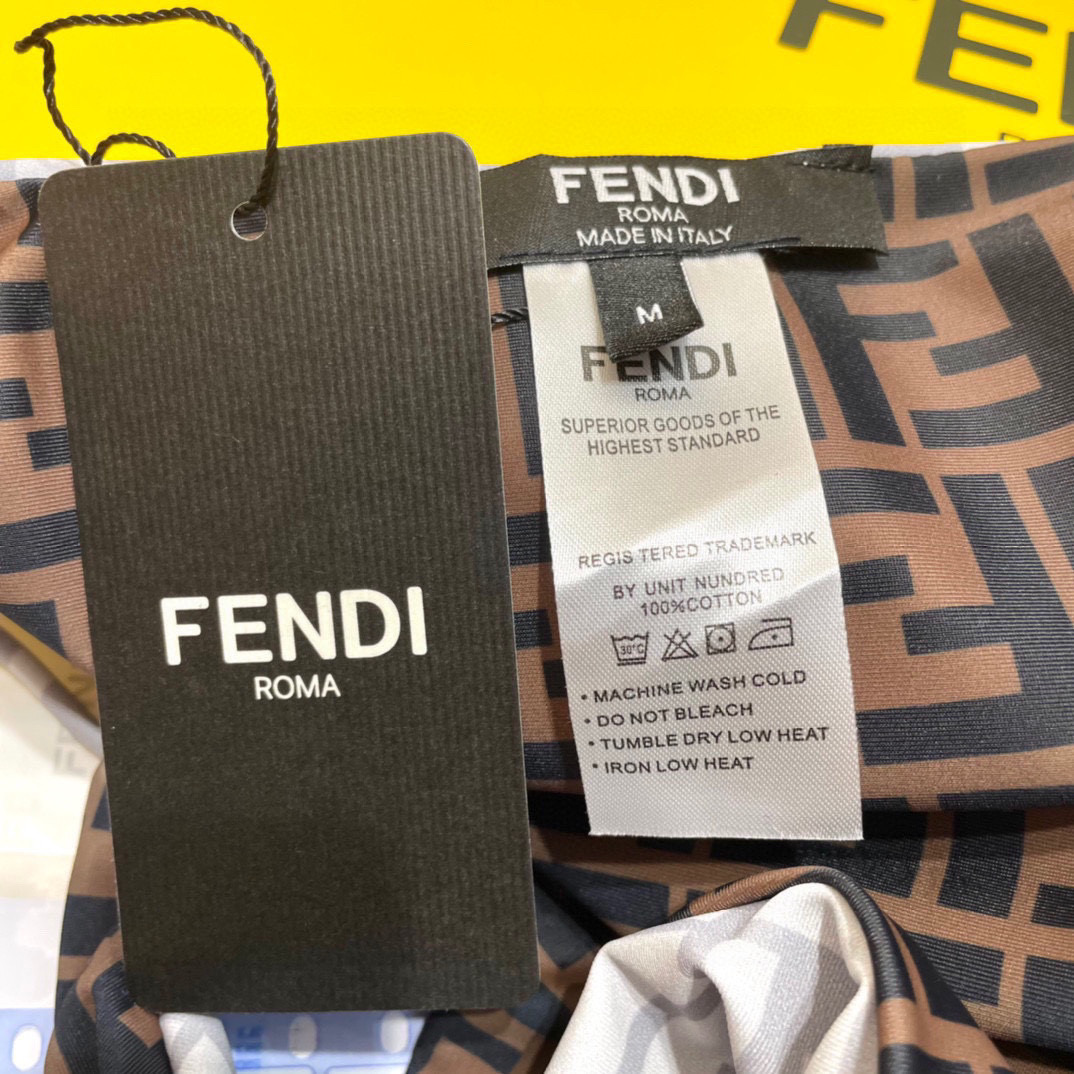 FENDI
ROMA
FENDI
ROMA
MADE IN ITALY
M
FENDI
ROMA
SUPERIOR GOODS OF THE
HIGHEST STANDARD
REGIS TERED TRADEMARK
BY UNIT NUNDRED
100%COTTON
30°C
• MACHINE WASH COLD
• DO NOT BLEACH
• TUMBLE DRY LOW HEAT
• IRON LOW HEAT